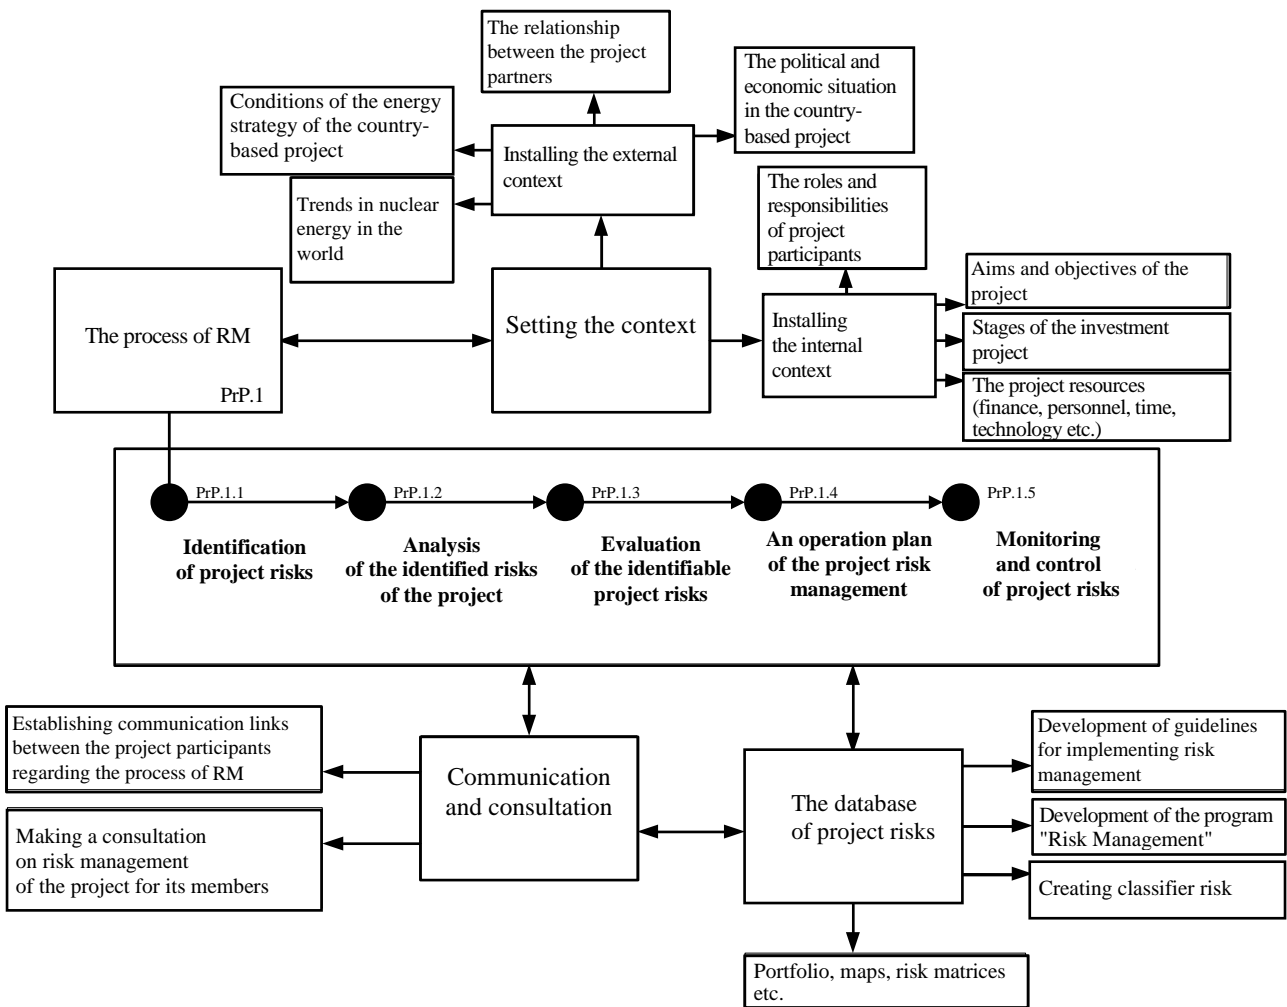 The relationship
between the project
partners
The political and
economic situation
in the country-
based project
Conditions of the energy
strategy of the country-
based project
Installing the external
context
Trends in nuclear
energy in the
world
The roles and
responsibilities
of project
participants
Aims and objectives of the
project
The process of RM
PrP.1
Setting the context
Installing
the internal
context
Stages of the investment
project
The project resources
(finance, personnel, time,
technology etc.)
PrP.1.1
PrP.1.2
PrP.1.3
PrP.1.4
PrP.1.5
Identification
of project risks
Analysis
of the identified risks
of the project
Evaluation
of the identifiable
project risks
An operation plan
of the project risk
management
Monitoring
and control
of project risks
Establishing communication links
between the project participants
regarding the process of RM
Making a consultation
on risk management
of the project for its members
Communication
and consultation
The database
of project risks
Development of guidelines
for implementing risk
management
Development of the program
"Risk Management"
Creating classifier risk
Portfolio, maps, risk matrices
etc.